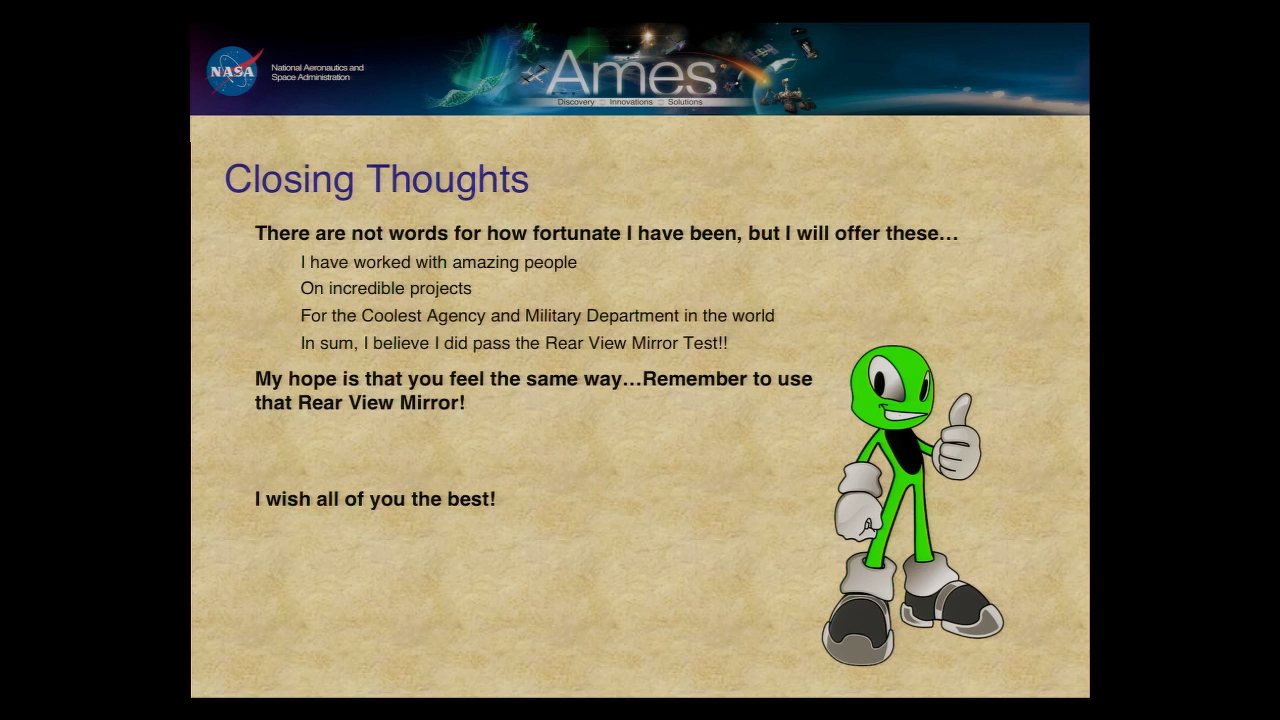 NASA
National Aeronautics and
Space Administration
Ames
Discovery :: Innovations :: Solutions
Closing Thoughts
There are not words for how fortunate I have been, but I will offer these…
I have worked with amazing people
On incredible projects
For the Coolest Agency and Military Department in the world
In sum, I believe I did pass the Rear View Mirror Test!!
My hope is that you feel the same way…Remember to use
that Rear View Mirror!
I wish all of you the best!